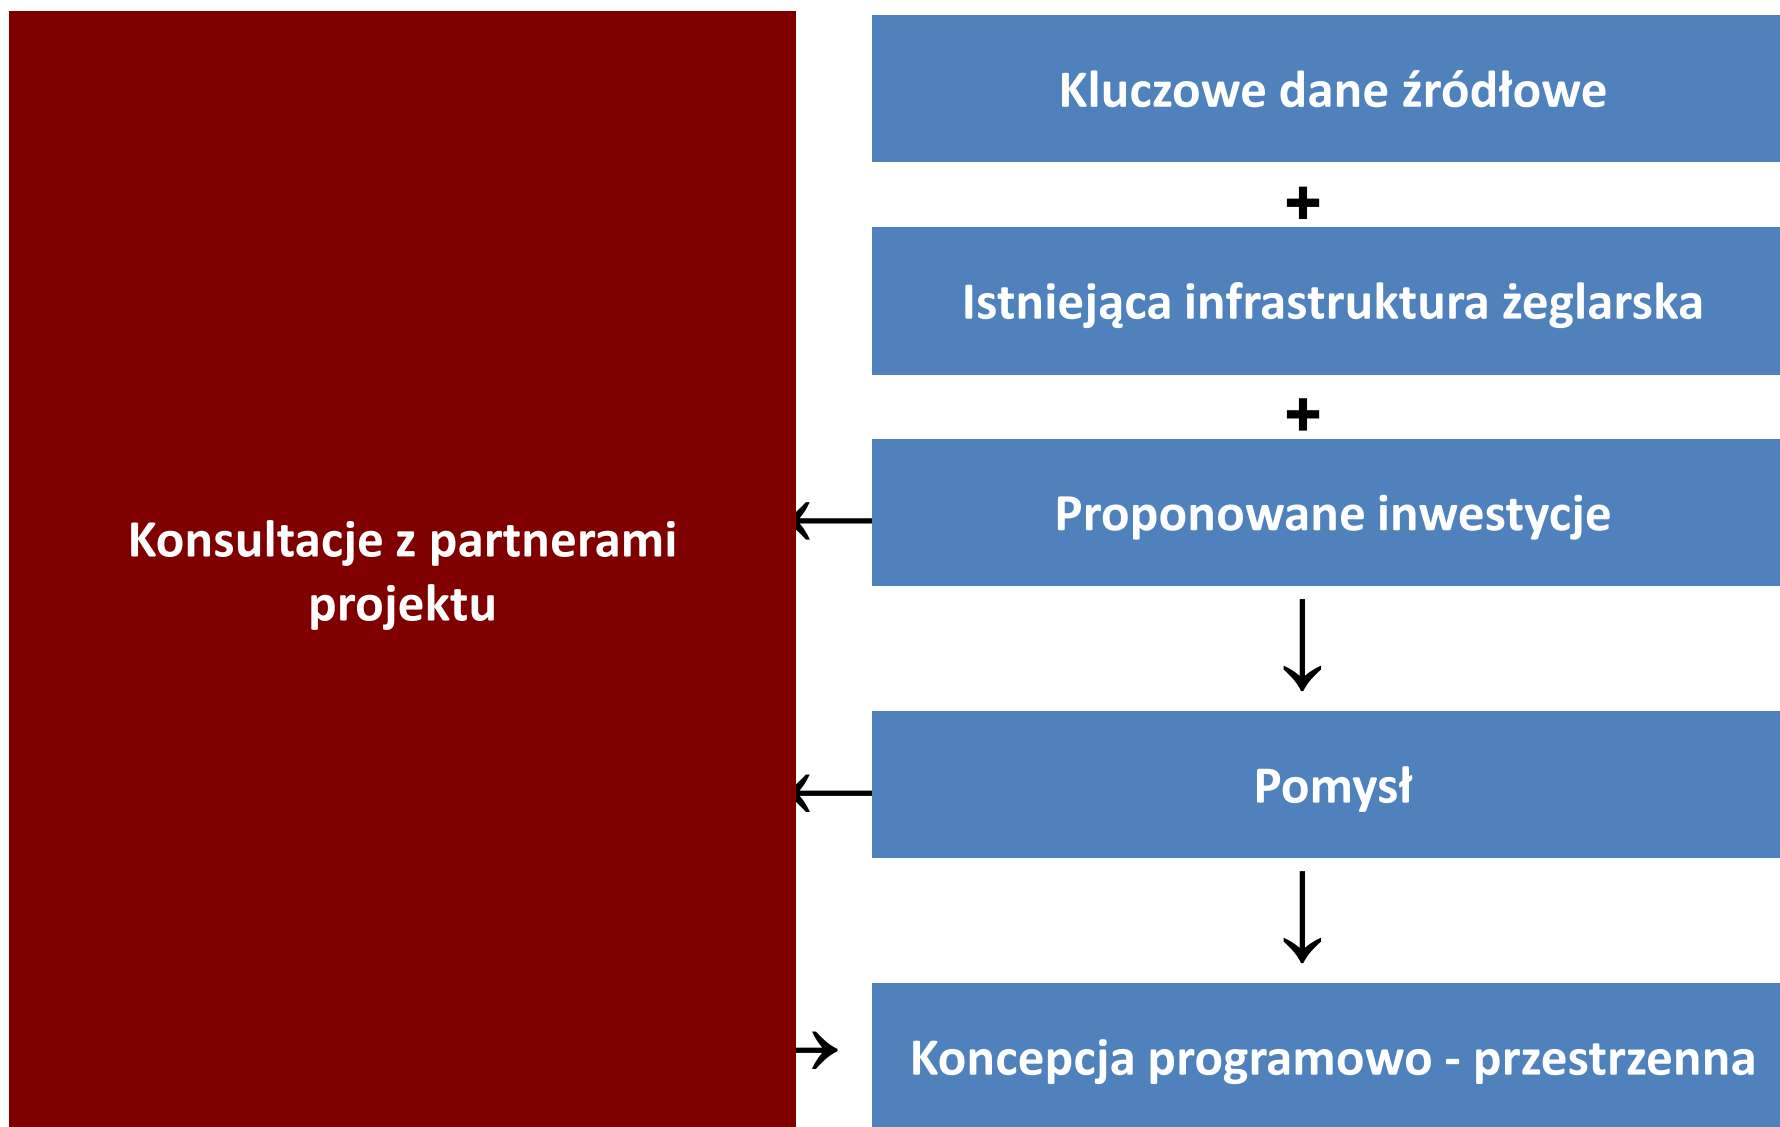 Konsultacje z partnerami
projektu
Kluczowe dane źródłowe
+
Istniejąca infrastruktura żeglarska
+
Proponowane inwestycje
Pomysł
Koncepcja programowo - przestrzenna